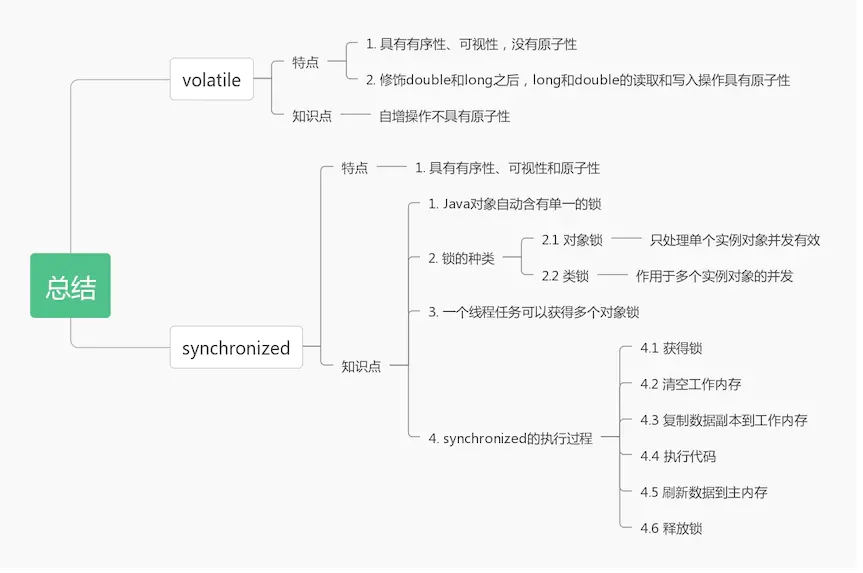 总结
volatile
特点
1. 具有有序性、可视性，没有原子性
2. 修饰double和long之后，long和double的读取和写入操作具有原子性
知识点
自增操作不具有原子性
synchronized
特点
1. 具有有序性、可视性和原子性
知识点
1. Java对象自动含有单一的锁
2. 锁的种类
2.1 对象锁
只处理单个实例对象并发有效
2.2 类锁
作用于多个实例对象的并发
3. 一个线程任务可以获得多个对象锁
4. synchronized的执行过程
4.1 获得锁
4.2 清空工作内存
4.3 复制数据副本到工作内存
4.4 执行代码
4.5 刷新数据到主内存
4.6 释放锁